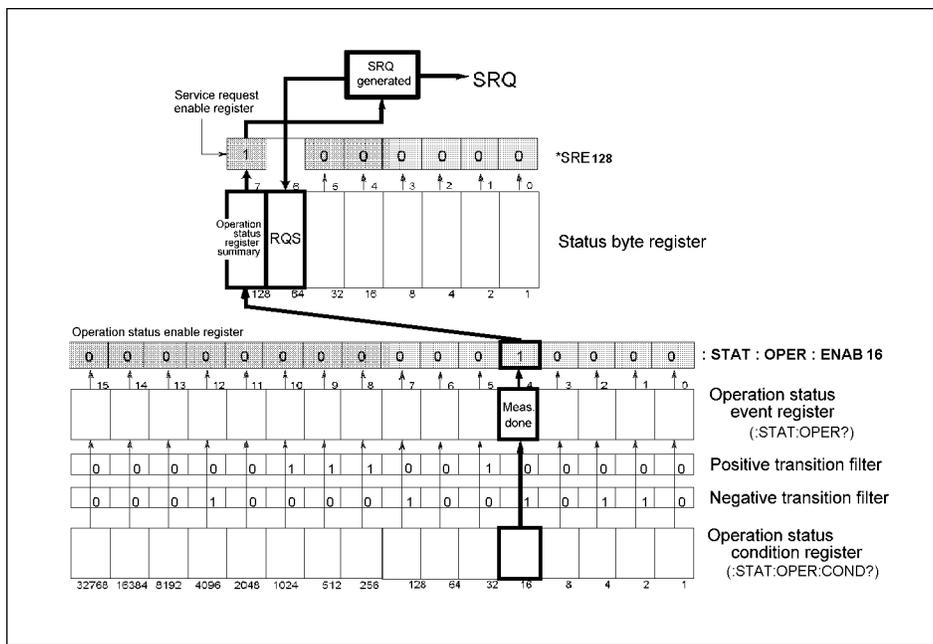 SRQ
generated
SRQ
Service request
enable register
1 0 0 0 0 0 0
*SRE 128
7 6 5 4 3 2 1 0
Operation
status
register
summary
RQS
Status byte register
128 64 32 16 8 4 2 1
Operation status enable register
0 0 0 0 0 0 0 0 0 0 0 1 0 0 0 0
: STAT : OPER : ENAB 16
15 14 13 12 11 10 9 8 7 6 5 4 3 2 1 0
Meas.
done
Operation status
event register
(:STAT:OPER?)
0 0 0 0 0 1 1 1 0 0 1 0 0 0 0 0
Positive transition filter
0 0 0 1 0 0 0 0 1 0 0 1 0 1 1 0
Negative transition filter
Operation status
condition register
(:STAT:OPER:COND?)
32768 16384 8192 4096 2048 1024 512 256 128 64 32 16 8 4 2 1